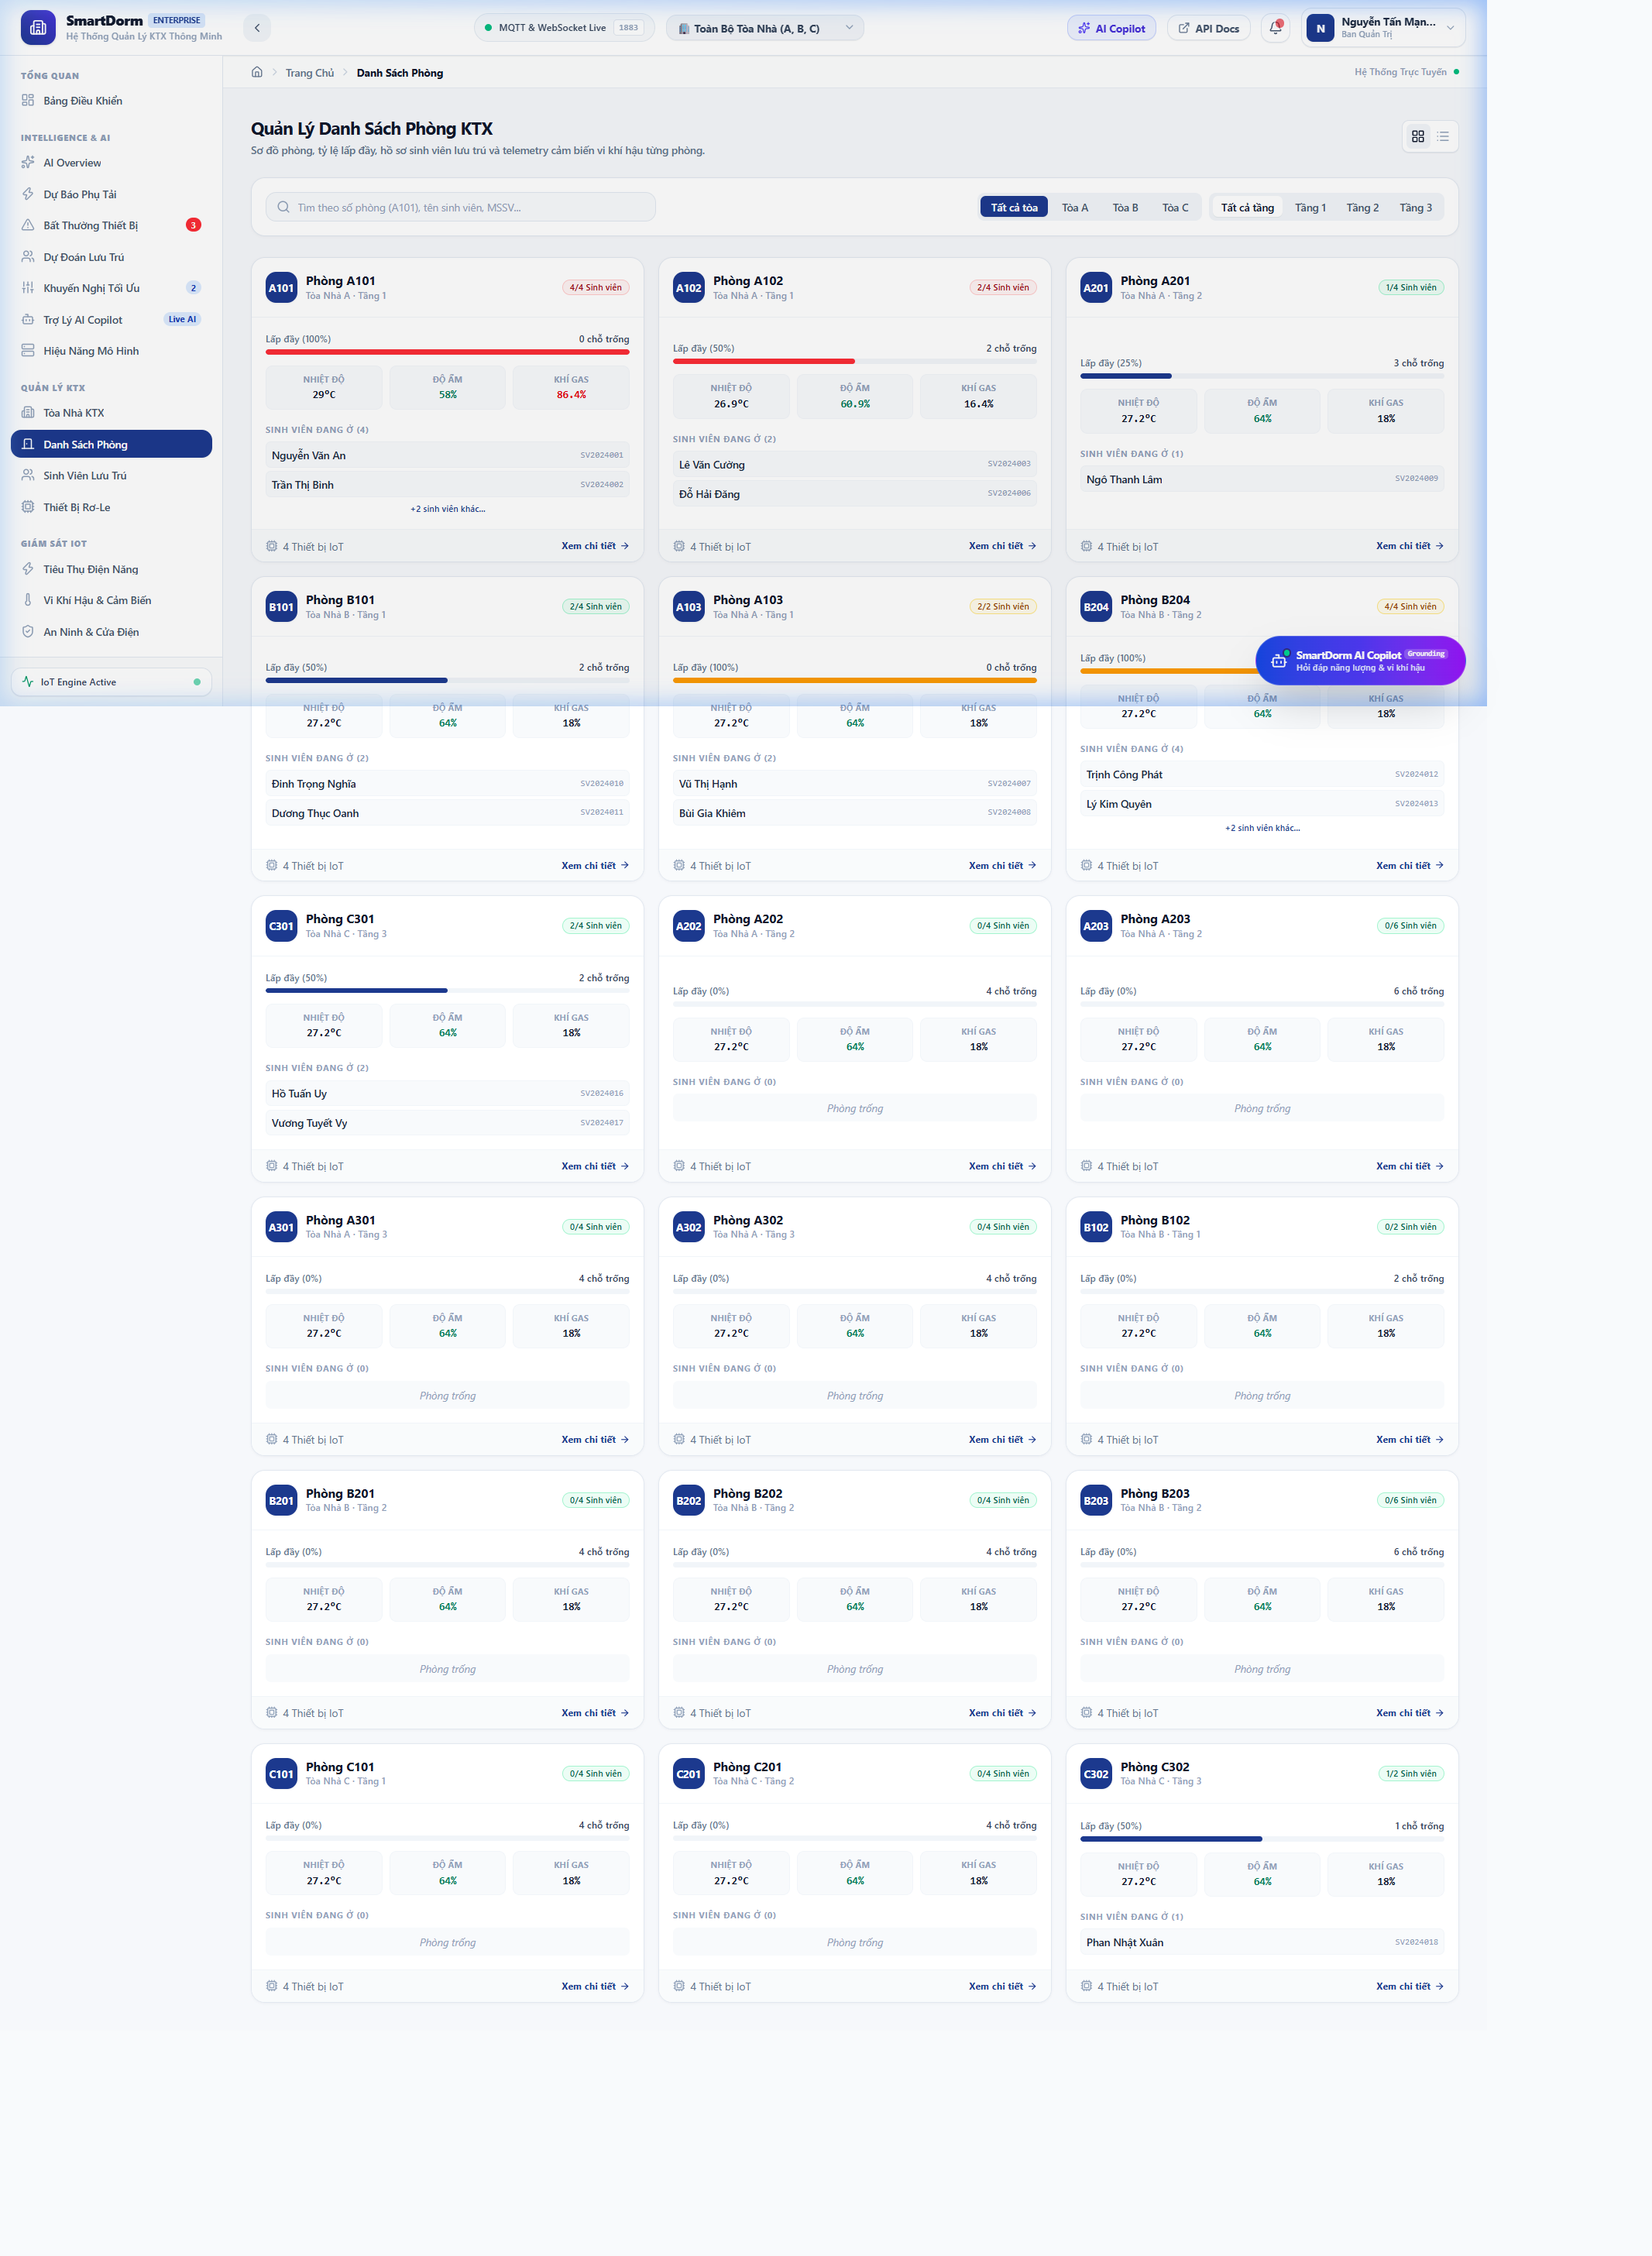 SmartDorm ENTERPRISE
Hệ Thống Quản Lý KTX Thông Minh
MQTT & WebSocket Live 1883
Toàn Bộ Tòa Nhà (A, B, C)
AI Copilot
API Docs
N
Nguyễn Tấn Mạn...
Ban Quản Trị
TỔNG QUAN
Bảng Điều Khiển
INTELLIGENCE & AI
AI Overview
Dự Báo Phụ Tải
Bất Thường Thiết Bị 3
Dự Đoán Lưu Trú
Khuyến Nghị Tối Ưu 2
Trợ Lý AI Copilot Live AI
Hiệu Năng Mô Hình
QUẢN LÝ KTX
Tòa Nhà KTX
Danh Sách Phòng
Sinh Viên Lưu Trú
Thiết Bị Rơ-Le
GIÁM SÁT IOT
Tiêu Thụ Điện Năng
Vi Khí Hậu & Cảm Biến
An Ninh & Cửa Điện
IoT Engine Active
Trang Chủ Danh Sách Phòng
Hệ Thống Trực Tuyến
Quản Lý Danh Sách Phòng KTX
Sơ đồ phòng, tỷ lệ lấp đầy, hồ sơ sinh viên lưu trú và telemetry cảm biến vi khí hậu từng phòng.
Tìm theo số phòng (A101), tên sinh viên, MSSV...
Tất cả tòa Tòa A Tòa B Tòa C
Tất cả tầng Tầng 1 Tầng 2 Tầng 3
A101 Phòng A101 4/4 Sinh viên
Tòa Nhà A · Tầng 1
Lấp đầy (100%) 0 chỗ trống
NHIỆT ĐỘ ĐỘ ẨM KHÍ GAS
29°C 58% 86.4%
SINH VIÊN ĐANG Ở (4)
Nguyễn Văn An SV2024001
Trần Thị Bình SV2024002
+2 sinh viên khác...
4 Thiết bị IoT Xem chi tiết
A102 Phòng A102 2/4 Sinh viên
Tòa Nhà A · Tầng 1
Lấp đầy (50%) 2 chỗ trống
NHIỆT ĐỘ ĐỘ ẨM KHÍ GAS
26.9°C 60.9% 16.4%
SINH VIÊN ĐANG Ở (2)
Lê Văn Cường SV2024003
Đỗ Hải Đăng SV2024006
4 Thiết bị IoT Xem chi tiết
A201 Phòng A201 1/4 Sinh viên
Tòa Nhà A · Tầng 2
Lấp đầy (25%) 3 chỗ trống
NHIỆT ĐỘ ĐỘ ẨM KHÍ GAS
27.2°C 64% 18%
SINH VIÊN ĐANG Ở (1)
Ngô Thanh Lâm SV2024009
4 Thiết bị IoT Xem chi tiết
B101 Phòng B101 2/4 Sinh viên
Tòa Nhà B · Tầng 1
Lấp đầy (50%) 2 chỗ trống
NHIỆT ĐỘ ĐỘ ẨM KHÍ GAS
27.2°C 64% 18%
SINH VIÊN ĐANG Ở (2)
Đinh Trọng Nghĩa SV2024010
Dương Thục Oanh SV2024011
4 Thiết bị IoT Xem chi tiết
A103 Phòng A103 2/2 Sinh viên
Tòa Nhà A · Tầng 1
Lấp đầy (100%) 0 chỗ trống
NHIỆT ĐỘ ĐỘ ẨM KHÍ GAS
27.2°C 64% 18%
SINH VIÊN ĐANG Ở (2)
Vũ Thị Hạnh SV2024007
Bùi Gia Khiêm SV2024008
4 Thiết bị IoT Xem chi tiết
B204 Phòng B204 4/4 Sinh viên
Tòa Nhà B · Tầng 2
Lấp đầy (100%)
SmartDorm AI Copilot Grounding
Hỏi đáp năng lượng & vi khí hậu
NHIỆT ĐỘ ĐỘ ẨM KHÍ GAS
27.2°C 64% 18%
SINH VIÊN ĐANG Ở (4)
Trịnh Công Phát SV2024012
Lý Kim Quyên SV2024013
+2 sinh viên khác...
4 Thiết bị IoT Xem chi tiết
C301 Phòng C301 2/4 Sinh viên
Tòa Nhà C · Tầng 3
Lấp đầy (50%) 2 chỗ trống
NHIỆT ĐỘ ĐỘ ẨM KHÍ GAS
27.2°C 64% 18%
SINH VIÊN ĐANG Ở (2)
Hồ Tuấn Uy SV2024016
Vương Tuyết Vy SV2024017
4 Thiết bị IoT Xem chi tiết
A202 Phòng A202 0/4 Sinh viên
Tòa Nhà A · Tầng 2
Lấp đầy (0%) 4 chỗ trống
NHIỆT ĐỘ ĐỘ ẨM KHÍ GAS
27.2°C 64% 18%
SINH VIÊN ĐANG Ở (0)
Phòng trống
4 Thiết bị IoT Xem chi tiết
A203 Phòng A203 0/6 Sinh viên
Tòa Nhà A · Tầng 2
Lấp đầy (0%) 6 chỗ trống
NHIỆT ĐỘ ĐỘ ẨM KHÍ GAS
27.2°C 64% 18%
SINH VIÊN ĐANG Ở (0)
Phòng trống
4 Thiết bị IoT Xem chi tiết
A301 Phòng A301 0/4 Sinh viên
Tòa Nhà A · Tầng 3
Lấp đầy (0%) 4 chỗ trống
NHIỆT ĐỘ ĐỘ ẨM KHÍ GAS
27.2°C 64% 18%
SINH VIÊN ĐANG Ở (0)
Phòng trống
4 Thiết bị IoT Xem chi tiết
A302 Phòng A302 0/4 Sinh viên
Tòa Nhà A · Tầng 3
Lấp đầy (0%) 4 chỗ trống
NHIỆT ĐỘ ĐỘ ẨM KHÍ GAS
27.2°C 64% 18%
SINH VIÊN ĐANG Ở (0)
Phòng trống
4 Thiết bị IoT Xem chi tiết
B102 Phòng B102 0/2 Sinh viên
Tòa Nhà B · Tầng 1
Lấp đầy (0%) 2 chỗ trống
NHIỆT ĐỘ ĐỘ ẨM KHÍ GAS
27.2°C 64% 18%
SINH VIÊN ĐANG Ở (0)
Phòng trống
4 Thiết bị IoT Xem chi tiết
B201 Phòng B201 0/4 Sinh viên
Tòa Nhà B · Tầng 2
Lấp đầy (0%) 4 chỗ trống
NHIỆT ĐỘ ĐỘ ẨM KHÍ GAS
27.2°C 64% 18%
SINH VIÊN ĐANG Ở (0)
Phòng trống
4 Thiết bị IoT Xem chi tiết
B202 Phòng B202 0/4 Sinh viên
Tòa Nhà B · Tầng 2
Lấp đầy (0%) 4 chỗ trống
NHIỆT ĐỘ ĐỘ ẨM KHÍ GAS
27.2°C 64% 18%
SINH VIÊN ĐANG Ở (0)
Phòng trống
4 Thiết bị IoT Xem chi tiết
B203 Phòng B203 0/6 Sinh viên
Tòa Nhà B · Tầng 2
Lấp đầy (0%) 6 chỗ trống
NHIỆT ĐỘ ĐỘ ẨM KHÍ GAS
27.2°C 64% 18%
SINH VIÊN ĐANG Ở (0)
Phòng trống
4 Thiết bị IoT Xem chi tiết
C101 Phòng C101 0/4 Sinh viên
Tòa Nhà C · Tầng 1
Lấp đầy (0%) 4 chỗ trống
NHIỆT ĐỘ ĐỘ ẨM KHÍ GAS
27.2°C 64% 18%
SINH VIÊN ĐANG Ở (0)
Phòng trống
4 Thiết bị IoT Xem chi tiết
C201 Phòng C201 0/4 Sinh viên
Tòa Nhà C · Tầng 2
Lấp đầy (0%) 4 chỗ trống
NHIỆT ĐỘ ĐỘ ẨM KHÍ GAS
27.2°C 64% 18%
SINH VIÊN ĐANG Ở (0)
Phòng trống
4 Thiết bị IoT Xem chi tiết
C302 Phòng C302 1/2 Sinh viên
Tòa Nhà C · Tầng 3
Lấp đầy (50%) 1 chỗ trống
NHIỆT ĐỘ ĐỘ ẨM KHÍ GAS
27.2°C 64% 18%
SINH VIÊN ĐANG Ở (1)
Phan Nhật Xuân SV2024018
4 Thiết bị IoT Xem chi tiết